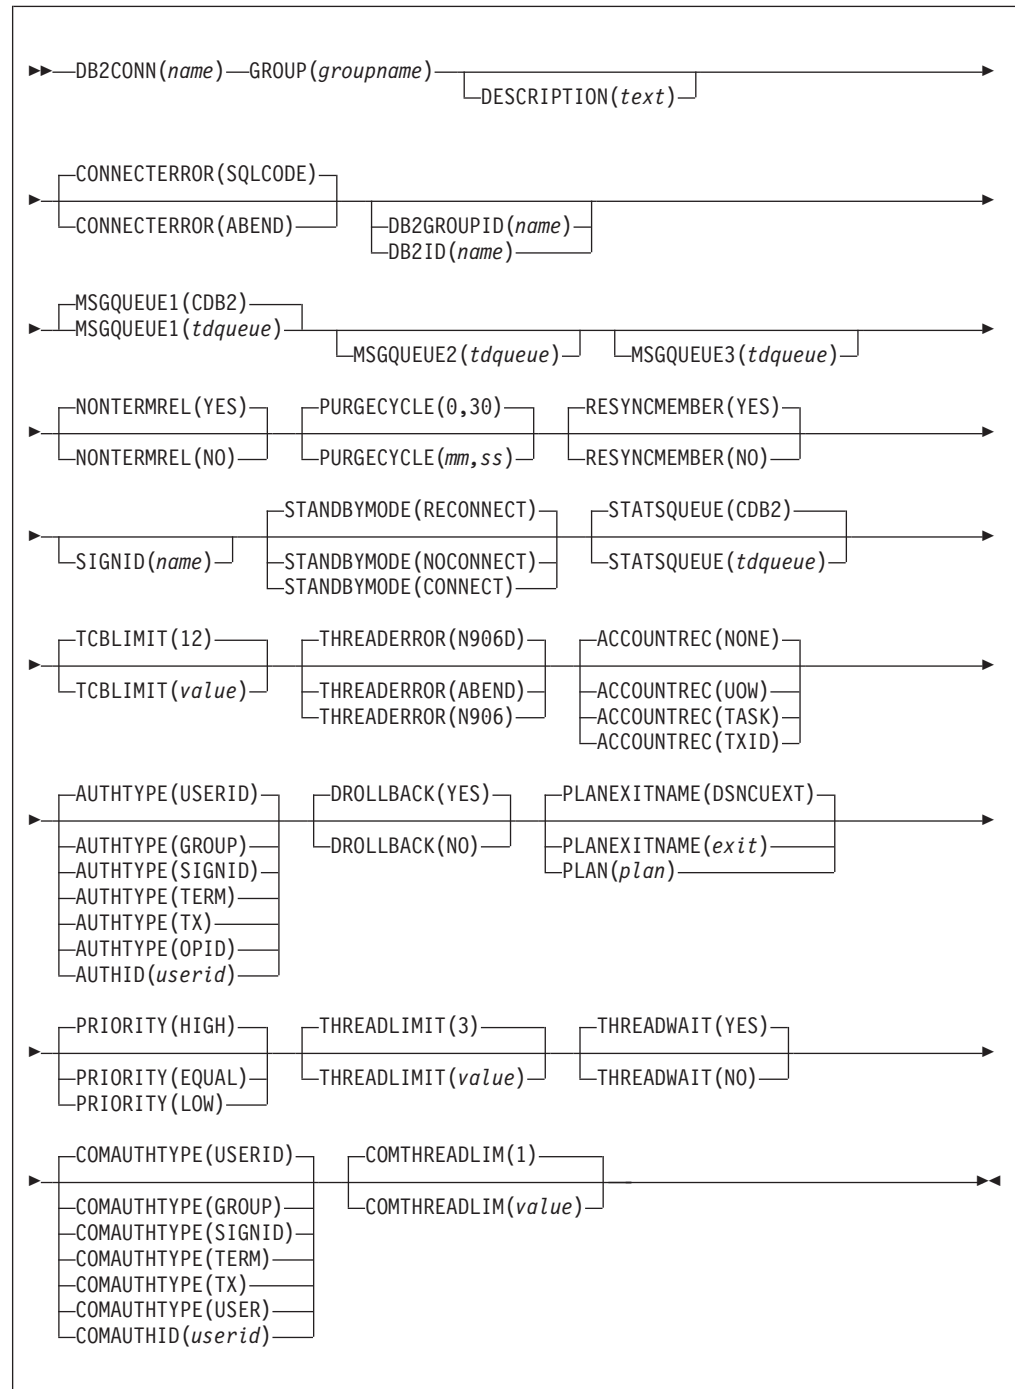 DB2CONN(name) GROUP(groupname)
DESCRIPTION(text)
CONNECTERROR(SQLCODE)
CONNECTERROR(ABEND)
DB2GROUPID(name)
DB2ID(name)
MSGQUEUE1(CDB2)
MSGQUEUE1(tdqueue)
MSGQUEUE2(tdqueue) MSGQUEUE3(tdqueue)
NONTERMREL(YES) PURGECYCLE(0,30) RESYNCMEMBER(YES)
NONTERMREL(NO) PURGECYCLE(mm,ss) RESYNCMEMBER(NO)
STANDBYMODE(RECONNECT) STATSQUEUE(CDB2)
SIGNID(name) STANDBYMODE(NOCONNECT) STATSQUEUE(tdqueue)
STANDBYMODE(CONNECT)
TCBLIMIT(12) THREADERROR(N906D) ACCOUNTREC(NONE)
TCBLIMIT(value) THREADERROR(ABEND) ACCOUNTREC(UOW)
THREADERROR(N906) ACCOUNTREC(TASK)
ACCOUNTREC(TXID)
AUTHTYPE(USERID) DROLLBACK(YES) PLANEXITNAME(DSNCUEXT)
AUTHTYPE(GROUP) DROLLBACK(NO) PLANEXITNAME(exit)
AUTHTYPE(SIGNID) PLAN(plan)
AUTHTYPE(TERM)
AUTHTYPE(TX)
AUTHTYPE(OPID)
AUTHID(userid)
PRIORITY(HIGH) THREADLIMIT(3) THREADWAIT(YES)
PRIORITY(EQUAL) THREADLIMIT(value) THREADWAIT(NO)
PRIORITY(LOW)
COMAUTHTYPE(USERID) COMTHREADLIM(1)
COMAUTHTYPE(GROUP) COMTHREADLIM(value)
COMAUTHTYPE(SIGNID)
COMAUTHTYPE(TERM)
COMAUTHTYPE(TX)
COMAUTHTYPE(USER)
COMAUTHID(userid)